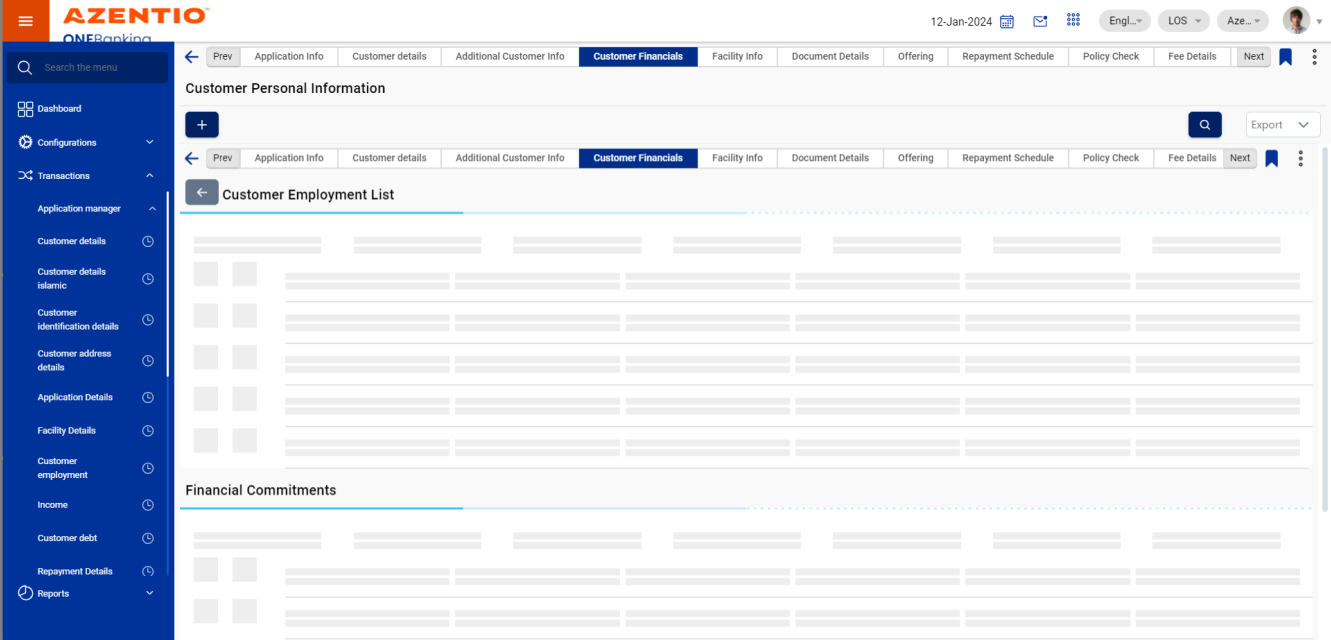 AZENTIO
ONEBanking
12-Jan-2024
Engl...
LOS
Aze...
Search the menu
Dashboard
Configurations
Transactions
Application manager
Customer details
Customer details
islamic
Customer
identification details
Customer address
details
Application Details
Facility Details
Customer
employment
Income
Customer debt
Repayment Details
Reports
Prev
Application Info
Customer details
Additional Customer Info
Customer Financials
Facility Info
Document Details
Offering
Repayment Schedule
Policy Check
Fee Details
Next
Customer Personal Information
+
Export
Prev
Application Info
Customer details
Additional Customer Info
Customer Financials
Facility Info
Document Details
Offering
Repayment Schedule
Policy Check
Fee Details
Next
Customer Employment List
Financial Commitments